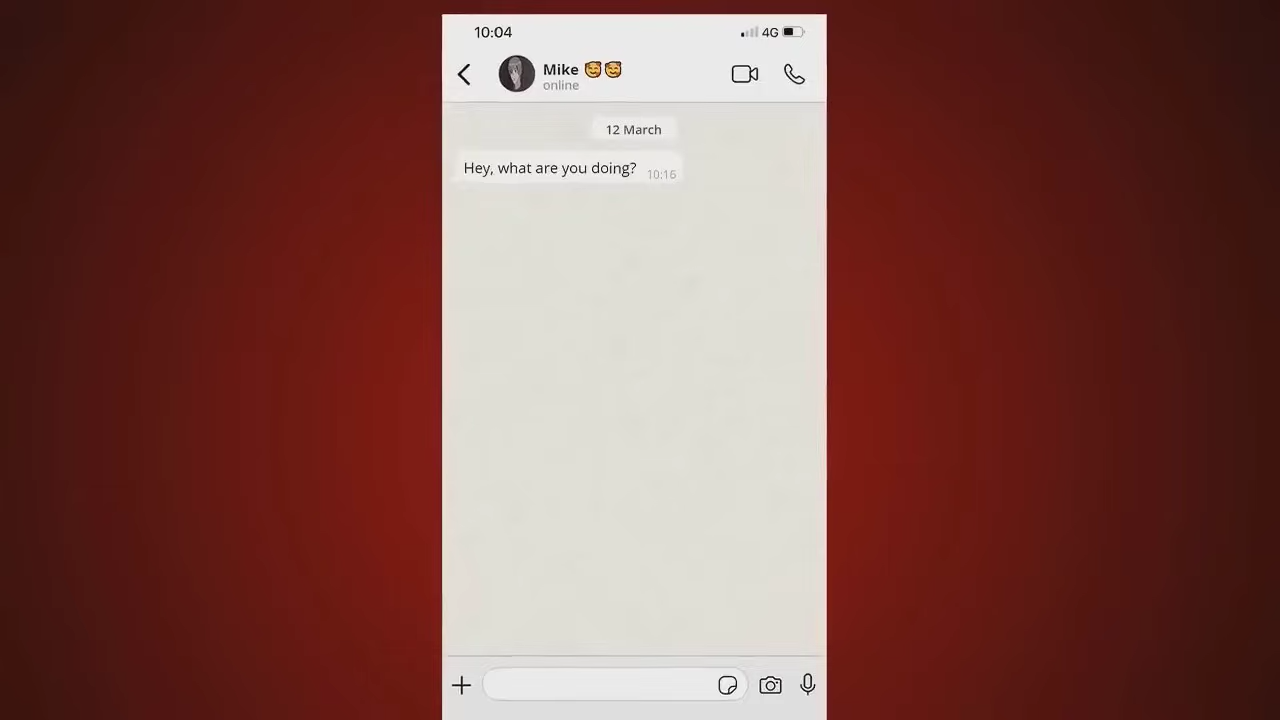 10:04 4G
Mike 🥰🥰
online
12 March
Hey, what are you doing? 10:16